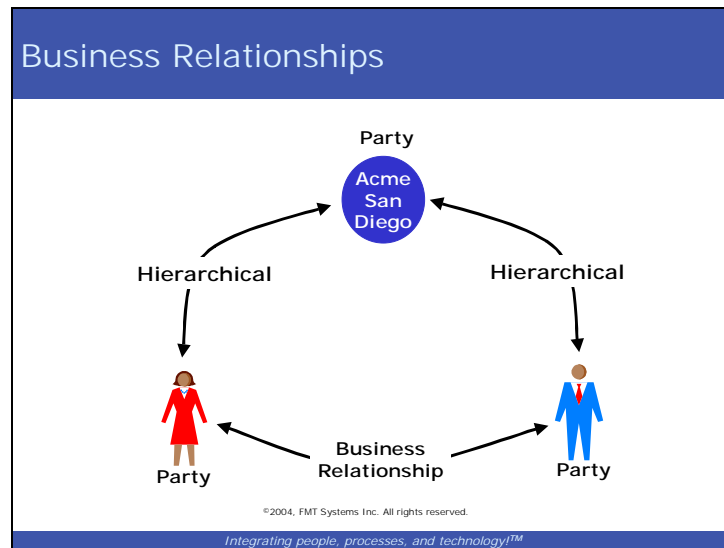 Business Relationships
Party
Acme
San
Diego
Hierarchical
Hierarchical
Business
Relationship
Party
Party
©2004, FMT Systems Inc. All rights reserved.
Integrating people, processes, and technology!™